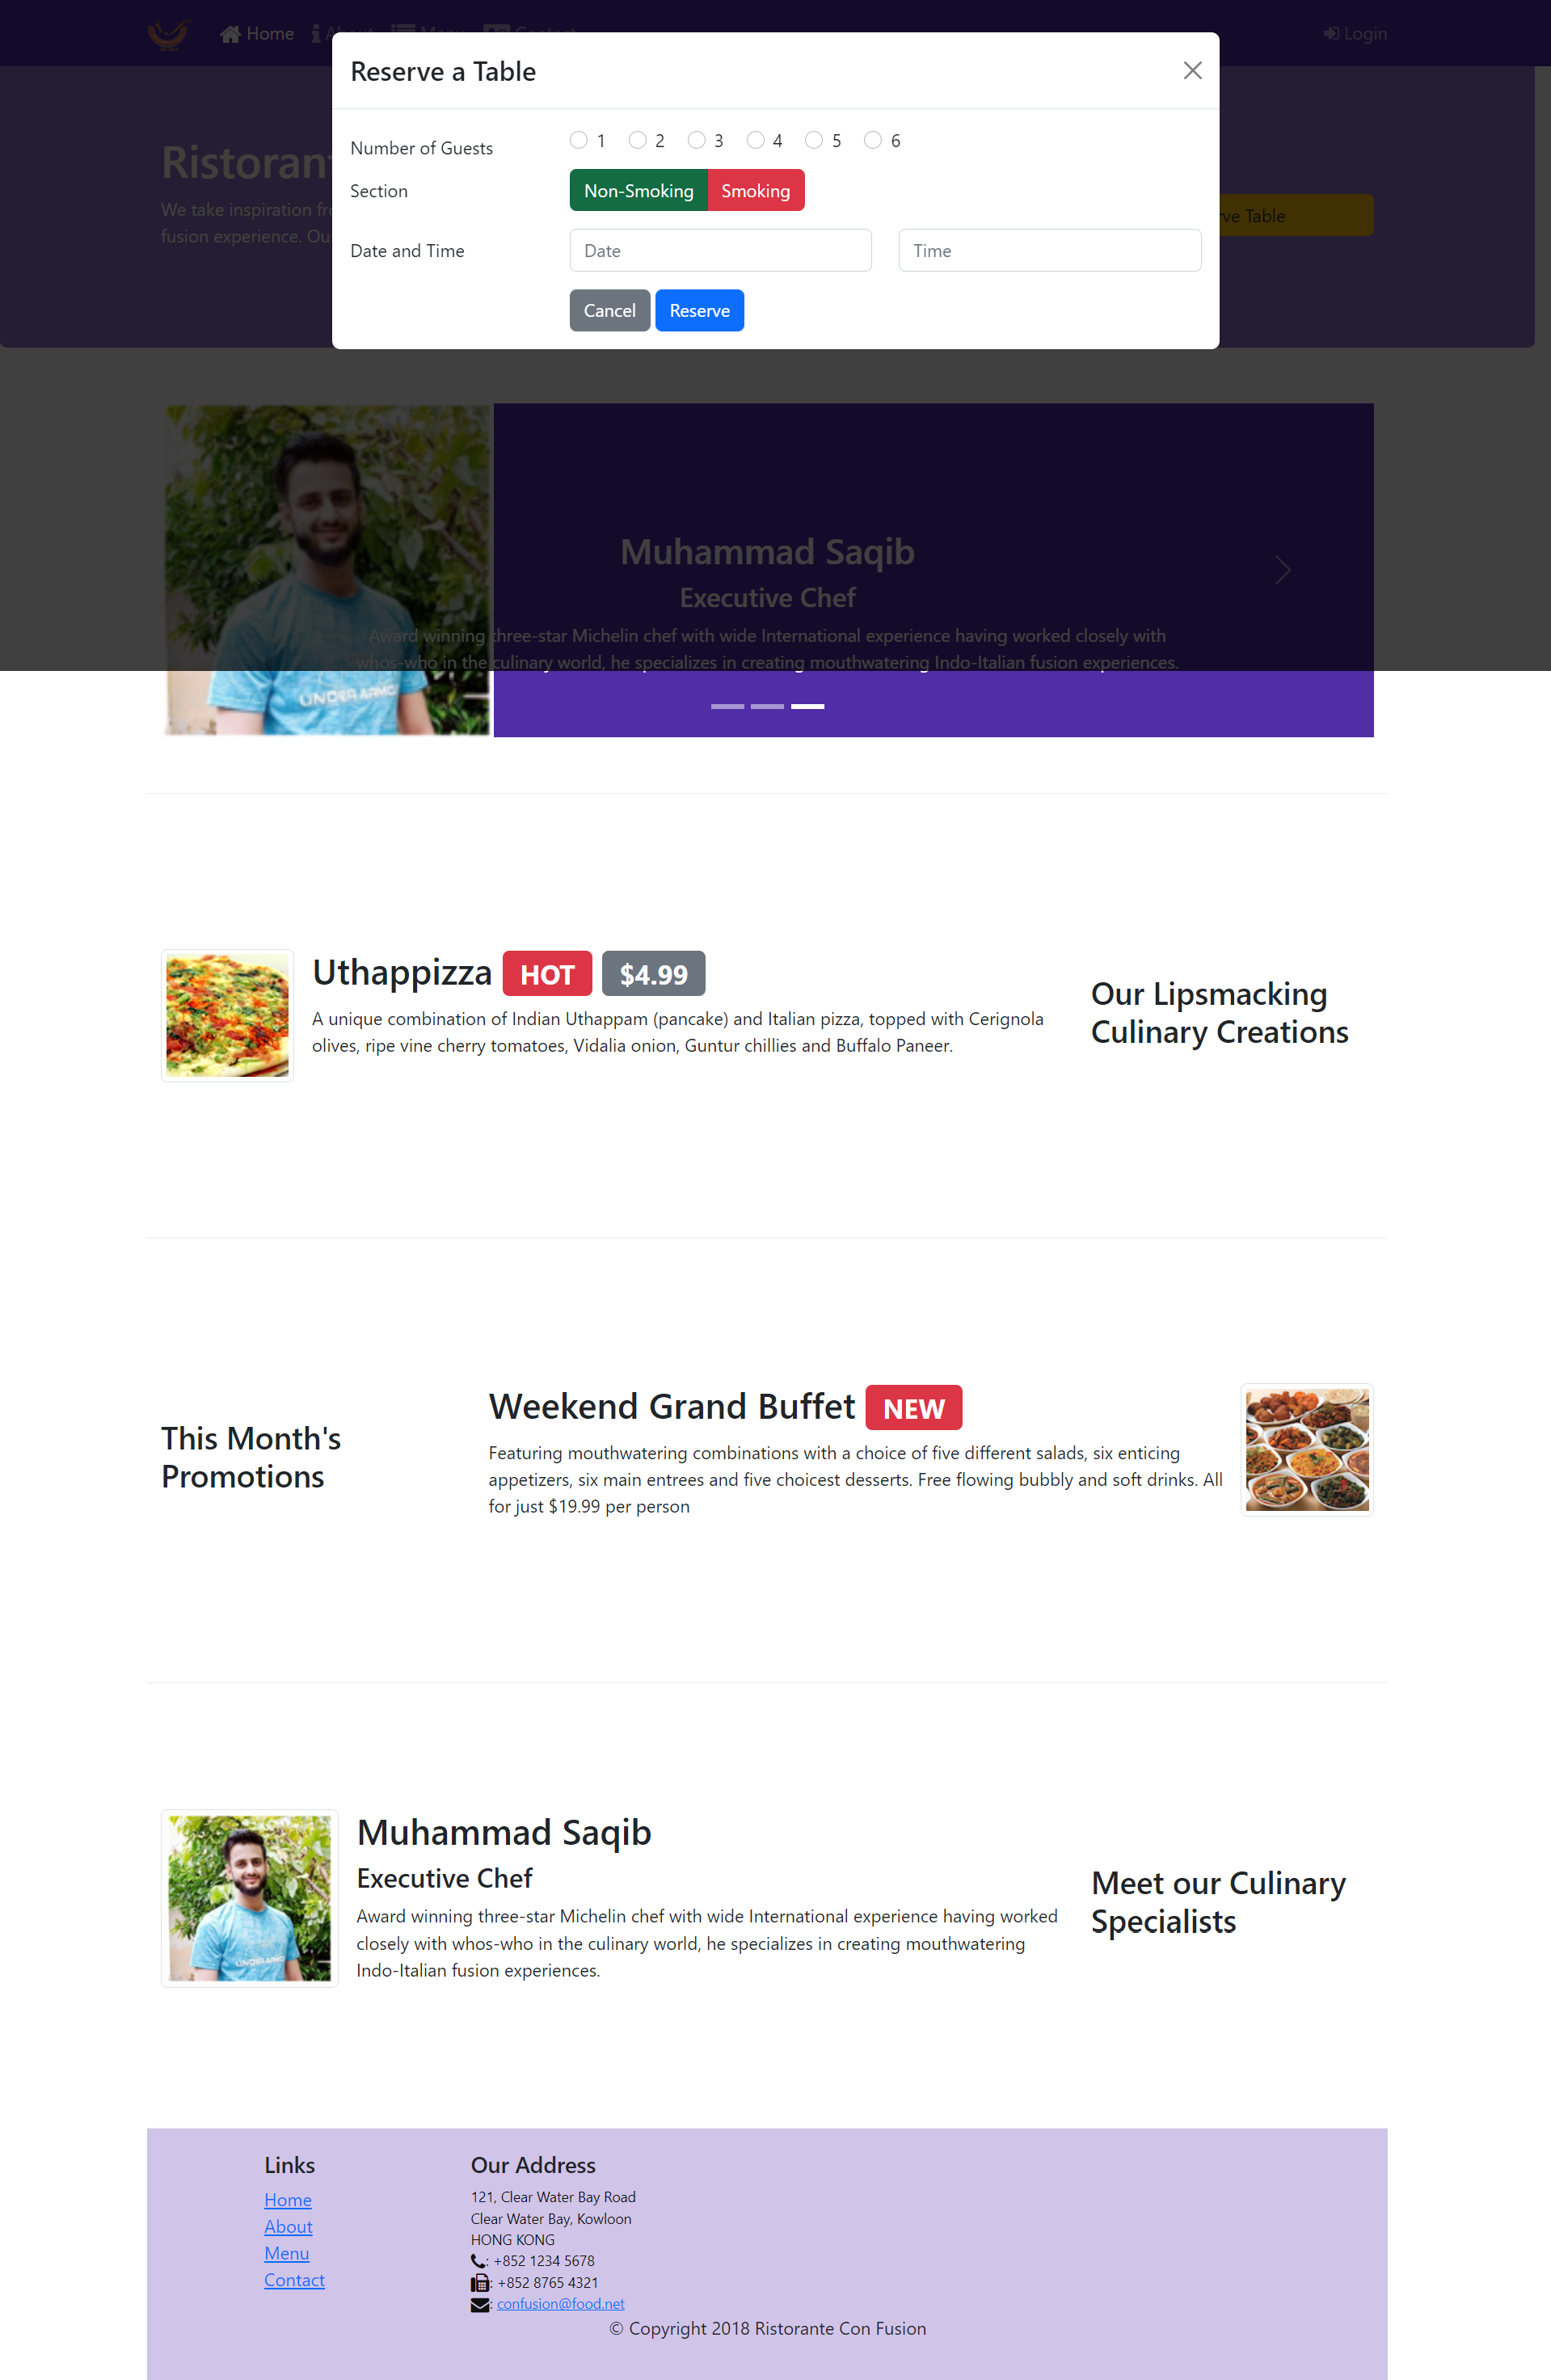 Home
Login
Reserve a Table
Number of Guests
1 2 3 4 5 6
Section
Non-Smoking Smoking
Date and Time
Date Time
Cancel Reserve
We take inspiration
fusion experience. Ou
Table
Muhammad Saqib
Executive Chef
Award winning three-star Michelin chef with wide International experience having worked closely with
whos-who in the culinary world, he specializes in creating mouthwatering Indo-Italian fusion experiences.
Uthappizza HOT $4.99
A unique combination of Indian Uthappam (pancake) and Italian pizza, topped with Cerignola
olives, ripe vine cherry tomatoes, Vidalia onion, Guntur chillies and Buffalo Paneer.
Our Lipsmacking
Culinary Creations
This Month's
Promotions
Weekend Grand Buffet NEW
Featuring mouthwatering combinations with a choice of five different salads, six enticing
appetizers, six main entrees and five choicest desserts. Free flowing bubbly and soft drinks. All
for just $19.99 per person
Muhammad Saqib
Executive Chef
Award winning three-star Michelin chef with wide International experience having worked
closely with whos-who in the culinary world, he specializes in creating mouthwatering
Indo-Italian fusion experiences.
Meet our Culinary
Specialists
Links
Home
About
Menu
Contact
Our Address
121, Clear Water Bay Road
Clear Water Bay, Kowloon
HONG KONG
: +852 1234 5678
: +852 8765 4321
: confusion@food.net
© Copyright 2018 Ristorante Con Fusion